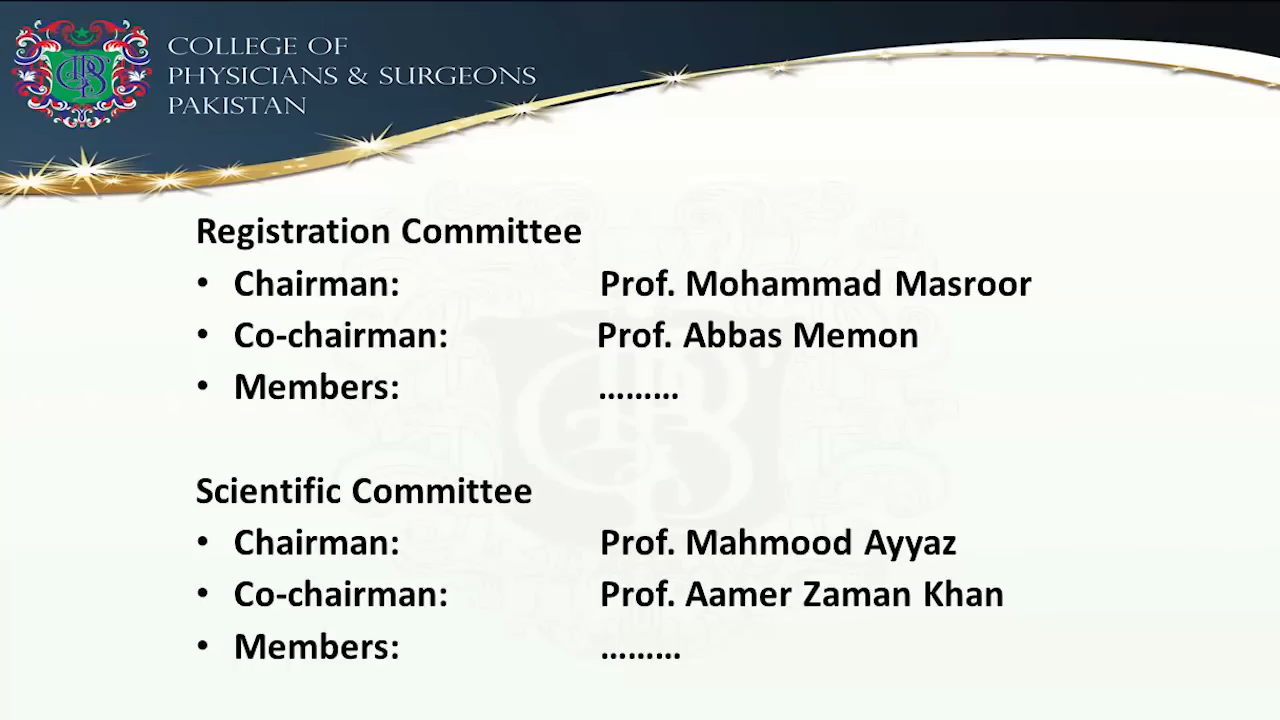 COLLEGE OF
PHYSICIANS & SURGEONS
PAKISTAN
Registration Committee
• Chairman: Prof. Mohammad Masroor
• Co-chairman: Prof. Abbas Memon
• Members: .........
Scientific Committee
• Chairman: Prof. Mahmood Ayyaz
• Co-chairman: Prof. Aamer Zaman Khan
• Members: .........